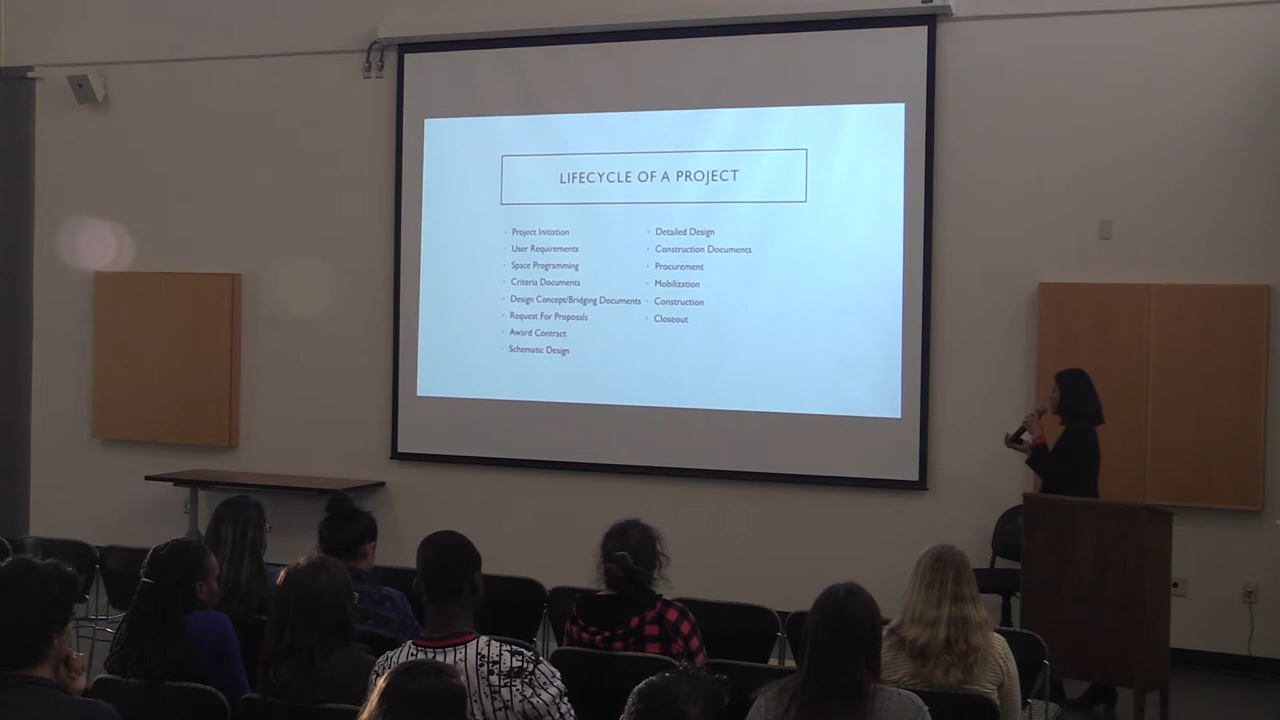 LIFECYCLE OF A PROJECT
Project Initiation
User Requirements
Space Programming
Criteria Documents
Design Concept/Bridging Documents
Request For Proposals
Award Contract
Schematic Design
Detailed Design
Construction Documents
Procurement
Mobilization
Construction
Closeout